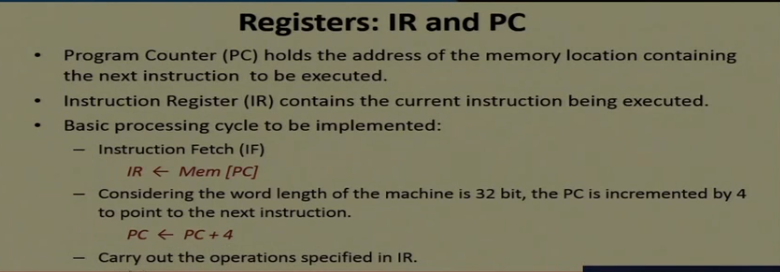 Registers: IR and PC
• Program Counter (PC) holds the address of the memory location containing
the next instruction to be executed.
• Instruction Register (IR) contains the current instruction being executed.
• Basic processing cycle to be implemented:
– Instruction Fetch (IF)
IR ← Mem [PC]
– Considering the word length of the machine is 32 bit, the PC is incremented by 4
to point to the next instruction.
PC ← PC + 4
– Carry out the operations specified in IR.